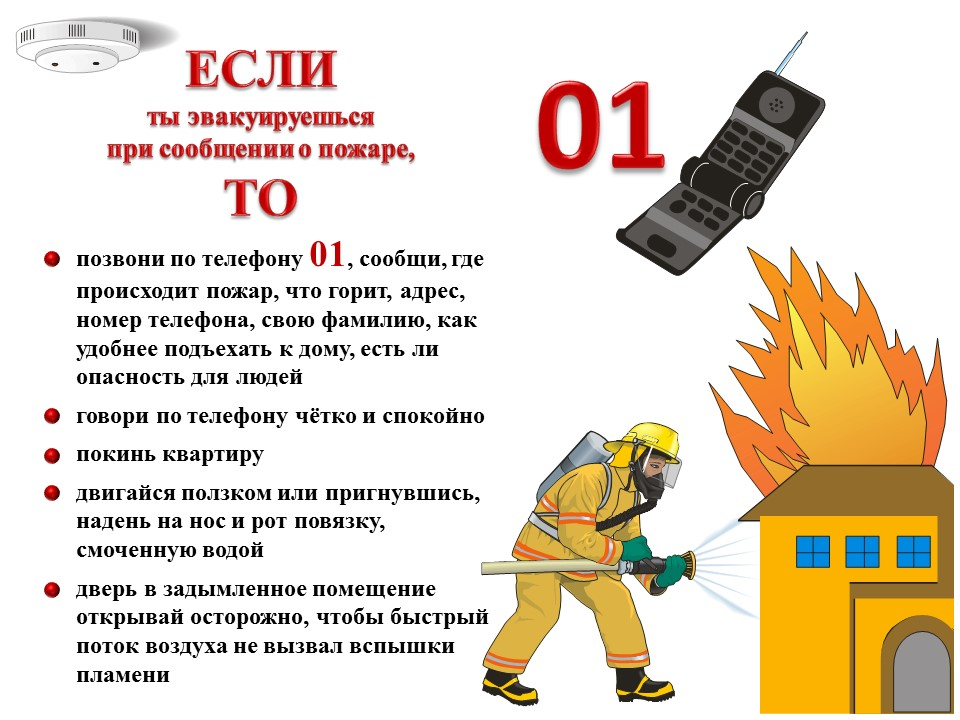 ЕСЛИ
ты эвакуируешься
при сообщении о пожаре,
ТО
01
позвони по телефону 01, сообщи, где
происходит пожар, что горит, адрес,
номер телефона, свою фамилию, как
удобнее подъехать к дому, есть ли
опасность для людей
говори по телефону чётко и спокойно
покинь квартиру
двигайся ползком или пригнувшись,
надень на нос и рот повязку,
смоченную водой
дверь в задымленное помещение
открывай осторожно, чтобы быстрый
поток воздуха не вызвал вспышки
пламени